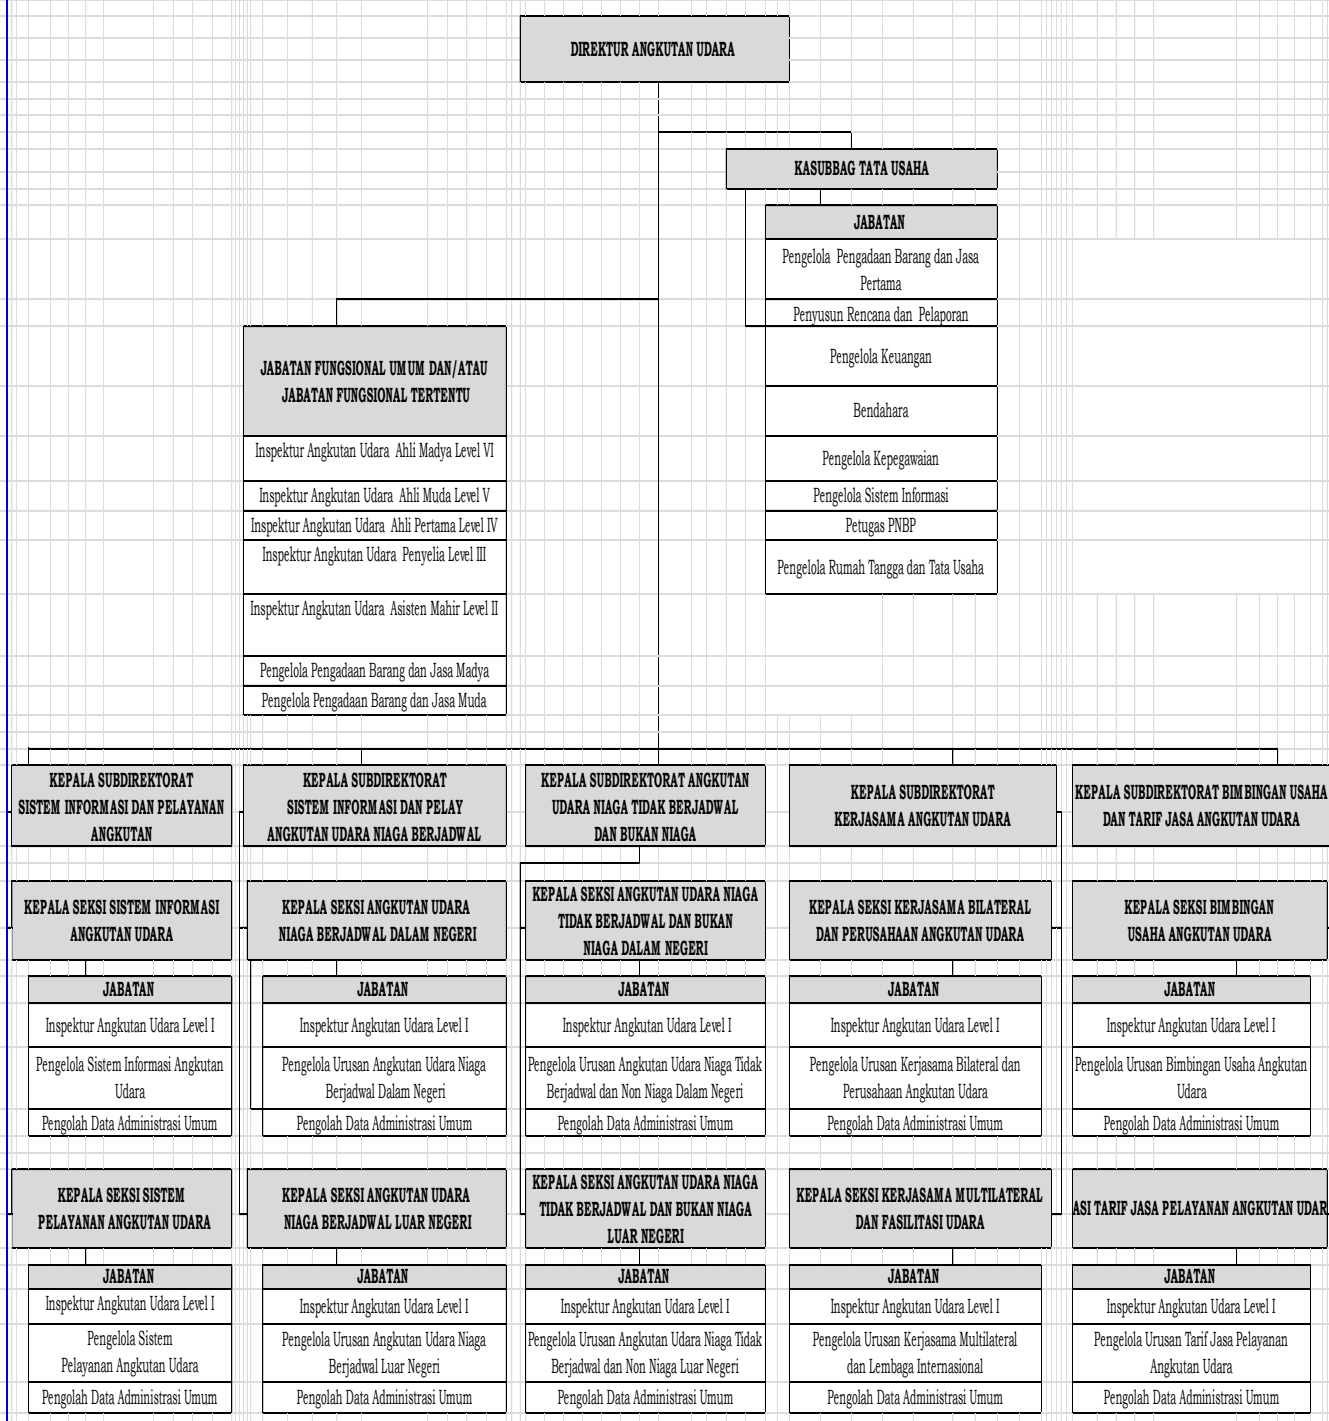 DIREKTUR ANGKUTAN UDARA
KASUBBAG TATA USAHA
JABATAN
Pengelola Pengadaan Barang dan Jasa
Pertama
Penyusun Rencana dan Pelaporan
Pengelola Keuangan
Bendahara
Pengelola Kepegawaian
Pengelola Sistem Informasi
Petugas PNBP
Pengelola Rumah Tangga dan Tata Usaha
JABATAN FUNGSIONAL UMUM DAN/ATAU
JABATAN FUNGSIONAL TERTENTU
Inspektur Angkutan Udara Ahli Madya Level VI
Inspektur Angkutan Udara Ahli Muda Level V
Inspektur Angkutan Udara Ahli Pertama Level IV
Inspektur Angkutan Udara Penyelia Level III
Inspektur Angkutan Udara Asisten Mahir Level II
Pengelola Pengadaan Barang dan Jasa Madya
Pengelola Pengadaan Barang dan Jasa Muda
KEPALA SUBDIREKTORAT
SISTEM INFORMASI DAN PELAYANAN
ANGKUTAN
KEPALA SUBDIREKTORAT
SISTEM INFORMASI DAN PELAY
ANGKUTAN UDARA NIAGA BERJADWAL
KEPALA SUBDIREKTORAT ANGKUTAN
UDARA NIAGA TIDAK BERJADWAL
DAN BUKAN NIAGA
KEPALA SUBDIREKTORAT
KERJASAMA ANGKUTAN UDARA
KEPALA SUBDIREKTORAT BIMBINGAN USAHA
DAN TARIF JASA ANGKUTAN UDARA
KEPALA SEKSI SISTEM INFORMASI
ANGKUTAN UDARA
KEPALA SEKSI ANGKUTAN UDARA
NIAGA BERJADWAL DALAM NEGERI
KEPALA SEKSI ANGKUTAN UDARA NIAGA
TIDAK BERJADWAL DAN BUKAN
NIAGA DALAM NEGERI
KEPALA SEKSI KERJASAMA BILATERAL
DAN PERUSAHAAN ANGKUTAN UDARA
KEPALA SEKSI BIMBINGAN
USAHA ANGKUTAN UDARA
JABATAN
Inspektur Angkutan Udara Level I
Pengelola Sistem Informasi Angkutan
Udara
Pengolah Data Administrasi Umum
JABATAN
Inspektur Angkutan Udara Level I
Pengelola Urusan Angkutan Udara Niaga
Berjadwal Dalam Negeri
Pengolah Data Administrasi Umum
JABATAN
Inspektur Angkutan Udara Level I
Pengelola Urusan Angkutan Udara Niaga Tidak
Berjadwal dan Non Niaga Dalam Negeri
Pengolah Data Administrasi Umum
JABATAN
Inspektur Angkutan Udara Level I
Pengelola Urusan Kerjasama Bilateral dan
Perusahaan Angkutan Udara
Pengolah Data Administrasi Umum
JABATAN
Inspektur Angkutan Udara Level I
Pengelola Urusan Bimbingan Usaha Angkutan
Udara
Pengolah Data Administrasi Umum
KEPALA SEKSI SISTEM
PELAYANAN ANGKUTAN UDARA
KEPALA SEKSI ANGKUTAN UDARA
NIAGA BERJADWAL LUAR NEGERI
KEPALA SEKSI ANGKUTAN UDARA NIAGA
TIDAK BERJADWAL DAN BUKAN NIAGA
LUAR NEGERI
KEPALA SEKSI KERJASAMA MULTILATERAL
DAN FASILITASI UDARA
ASI TARIF JASA PELAYANAN ANGKUTAN UDAR
JABATAN
Inspektur Angkutan Udara Level I
Pengelola Sistem
Pelayanan Angkutan Udara
Pengolah Data Administrasi Umum
JABATAN
Inspektur Angkutan Udara Level I
Pengelola Urusan Angkutan Udara Niaga
Berjadwal Luar Negeri
Pengolah Data Administrasi Umum
JABATAN
Inspektur Angkutan Udara Level I
Pengelola Urusan Angkutan Udara Niaga Tidak
Berjadwal dan Non Niaga Luar Negeri
Pengolah Data Administrasi Umum
JABATAN
Inspektur Angkutan Udara Level I
Pengelola Urusan Kerjasama Multilateral
dan Lembaga Internasional
Pengolah Data Administrasi Umum
JABATAN
Inspektur Angkutan Udara Level I
Pengelola Urusan Tarif Jasa Pelayanan
Angkutan Udara
Pengolah Data Administrasi Umum